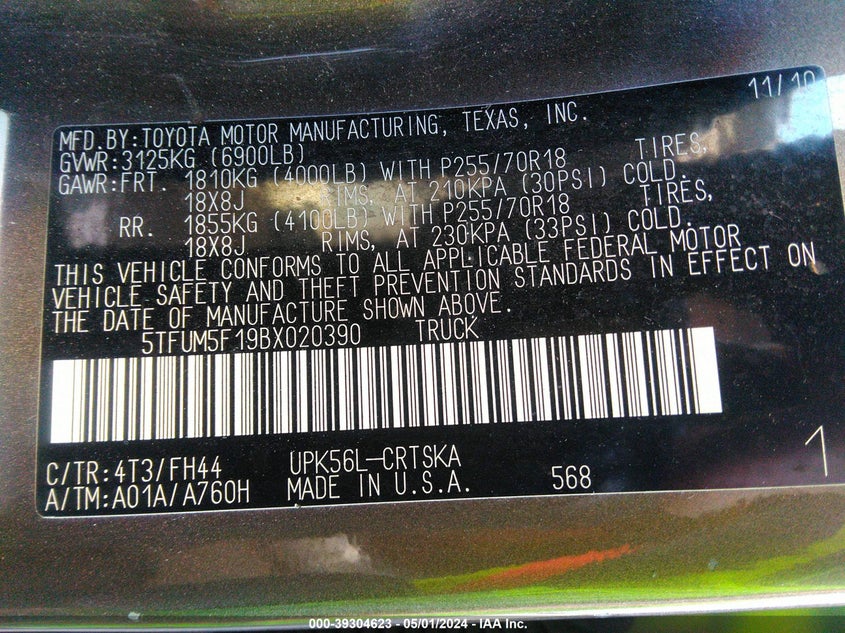 11/10
MFD.BY:TOYOTA MOTOR MANUFACTURING, TEXAS, INC.
GVWR:3125KG (6900LB)
GAWR:FRT. 1810KG (4000LB) WITH P255/70R18 TIRES,
18X8J RIMS, AT 210KPA (30PSI) COLD.
RR. 1855KG (4100LB) WITH P255/70R18 TIRES,
18X8J RIMS, AT 230KPA (33PSI) COLD.
THIS VEHICLE CONFORMS TO ALL APPLICABLE FEDERAL MOTOR
VEHICLE SAFETY AND THEFT PREVENTION STANDARDS IN EFFECT ON
THE DATE OF MANUFACTURE SHOWN ABOVE.
5TFUM5F19BX020390 TRUCK
C/TR:4T3/FH44 UPK56L-CRTSKA
A/TM:A01A/A760H MADE IN U.S.A. 568
1
000-39304623 - 05/01/2024 - IAA Inc.